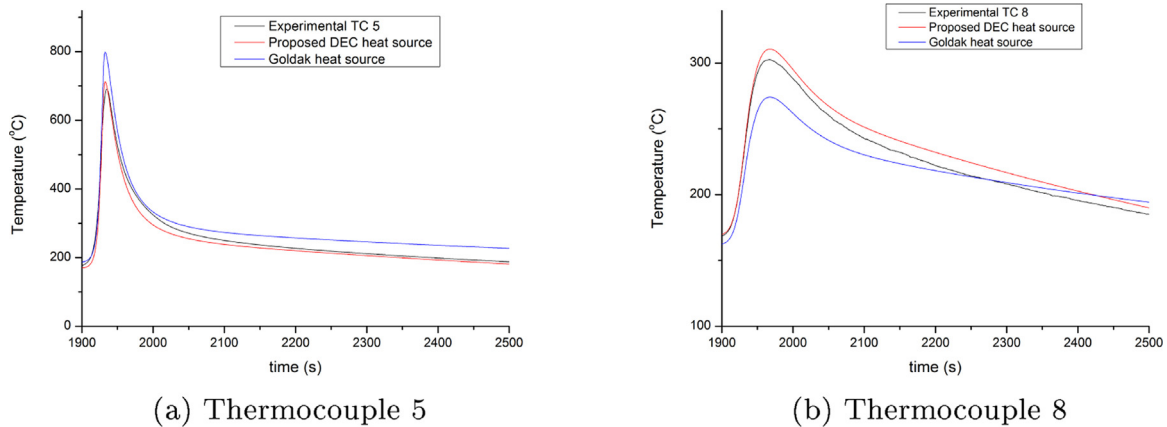 Experimental TC 5
Proposed DEC heat source
Goldak heat source
800
600
400
200
0
Temperature (°C)
1900 2000 2100 2200 2300 2400 2500
time (s)
(a) Thermocouple 5
Experimental TC 8
Proposed DEC heat source
Goldak heat source
300
200
100
Temperature (°C)
1900 2000 2100 2200 2300 2400 2500
time (s)
(b) Thermocouple 8